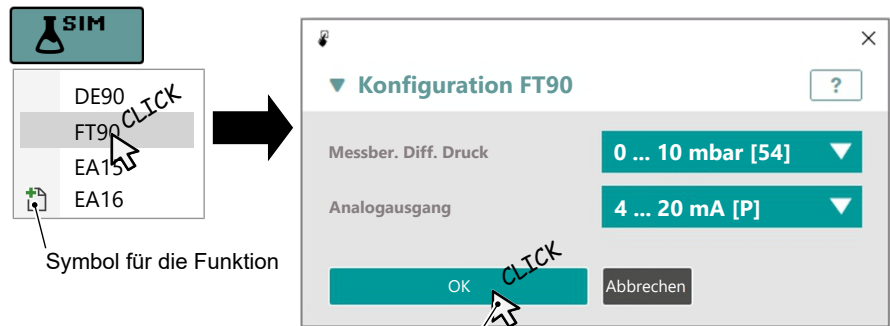 SIM
DE90
FT90
EA15
EA16
CLICK
Symbol für die Funktion
Konfiguration FT90
?
Messber. Diff. Druck
0 ... 10 mbar [54]
Analogausgang
4 ... 20 mA [P]
OK
CLICK
Abbrechen